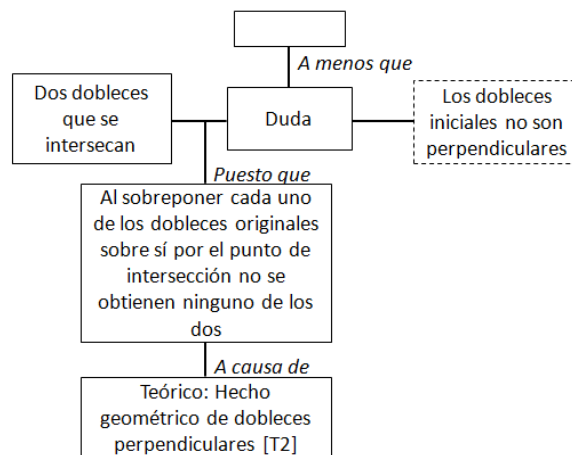 A menos que
Dos dobleces
que se
intersecan
Duda
Los dobleces
iniciales no son
perpendiculares
Puesto que
Al sobreponer cada uno
de los dobleces originales
sobre sí por el punto de
intersección no se
obtienen ninguno de los
dos
A causa de
Teórico: Hecho
geométrico de dobleces
perpendiculares [T2]